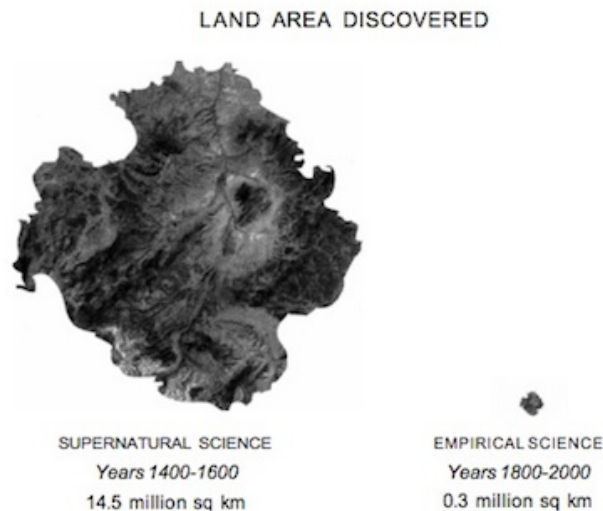 LAND AREA DISCOVERED
SUPERNATURAL SCIENCE
Years 1400-1600
14.5 million sq km
EMPIRICAL SCIENCE
Years 1800-2000
0.3 million sq km